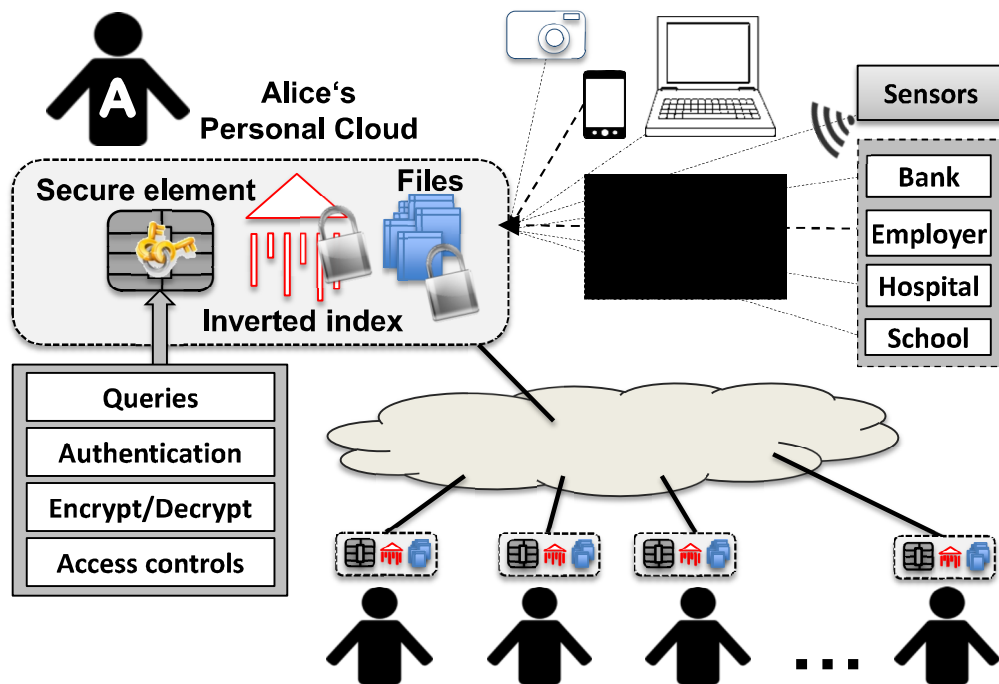 A
Alice's
Personal Cloud
Secure element
Files
Inverted index
Queries
Authentication
Encrypt/Decrypt
Access controls
Sensors
Bank
Employer
Hospital
School
...